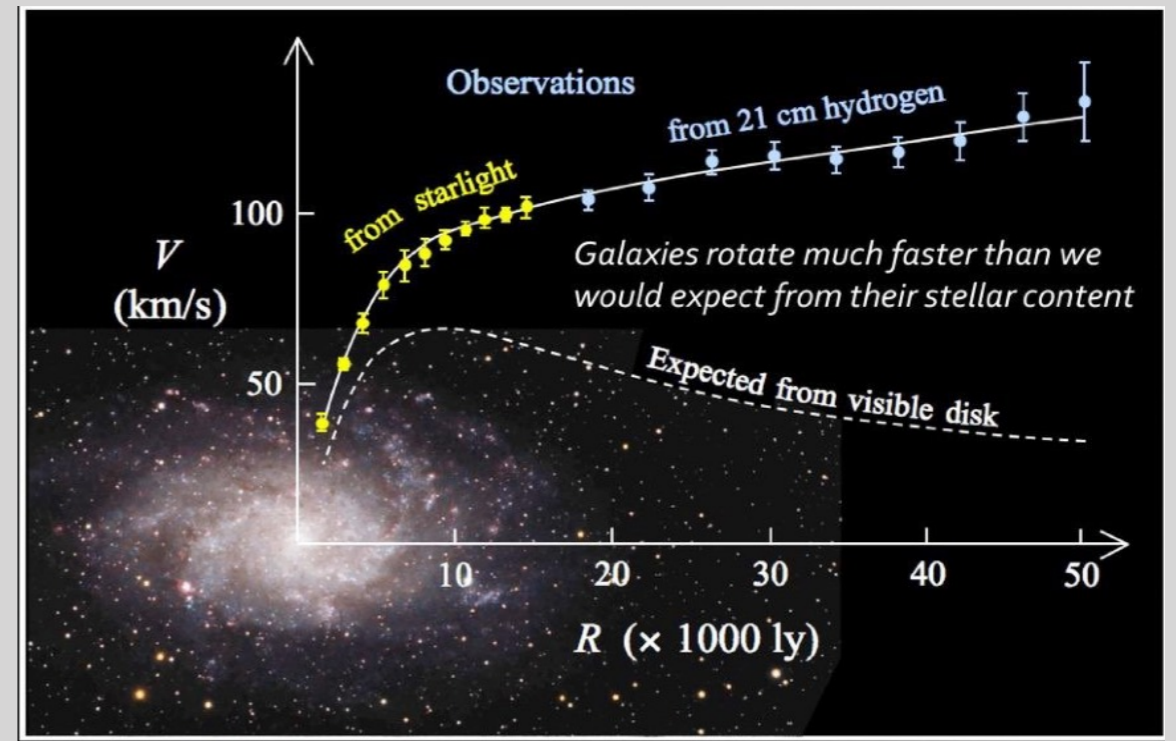 Observations
from 21 cm hydrogen
from starlight
100
V
(km/s)
Galaxies rotate much faster than we
would expect from their stellar content
50
Expected from visible disk
10
20
30
40
50
R (× 1000 ly)